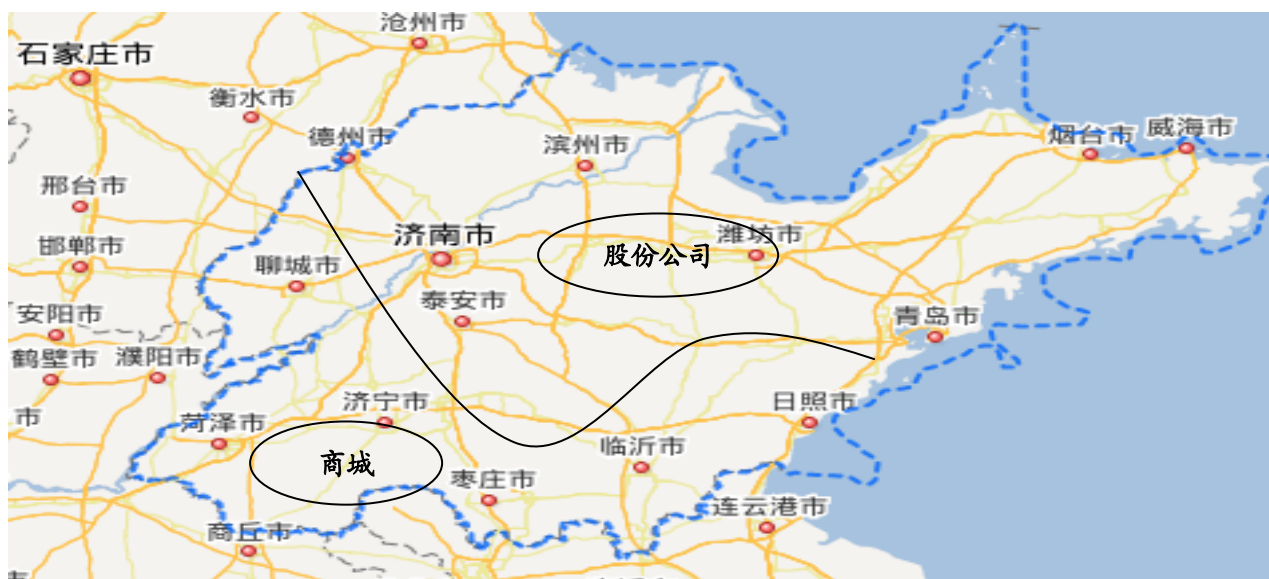 沧州市
石家庄市
衡水市
德州市
滨州市
烟台市
威海市
邢台市
济南市
股份公司
潍坊市
邯郸市
聊城市
泰安市
安阳市
青岛市
鹤壁市
濮阳市
济宁市
日照市
市
菏泽市
临沂市
商城
枣庄市
连云港市
商丘市